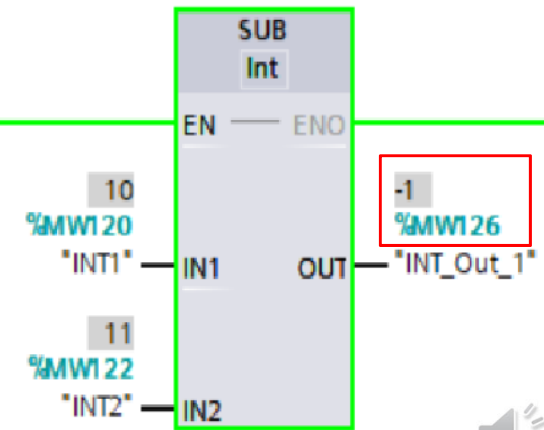 SUB
Int
EN ENO
10
%MW120
"INT1"
IN1
OUT
-1
%MW126
"INT_Out_1"
11
%MW122
"INT2"
IN2